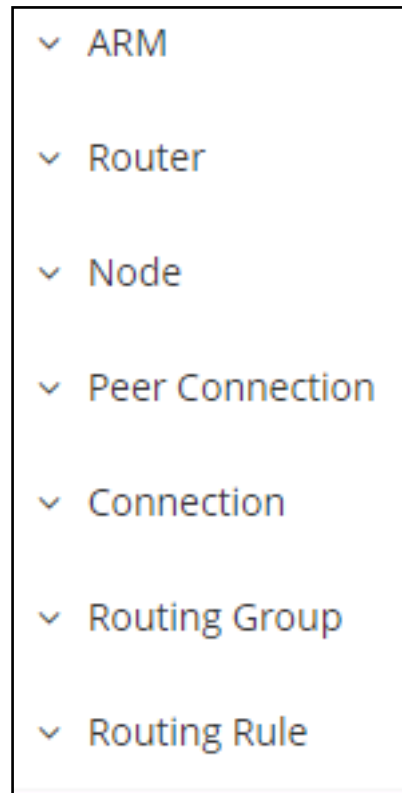 ARM
Router
Node
Peer Connection
Connection
Routing Group
Routing Rule